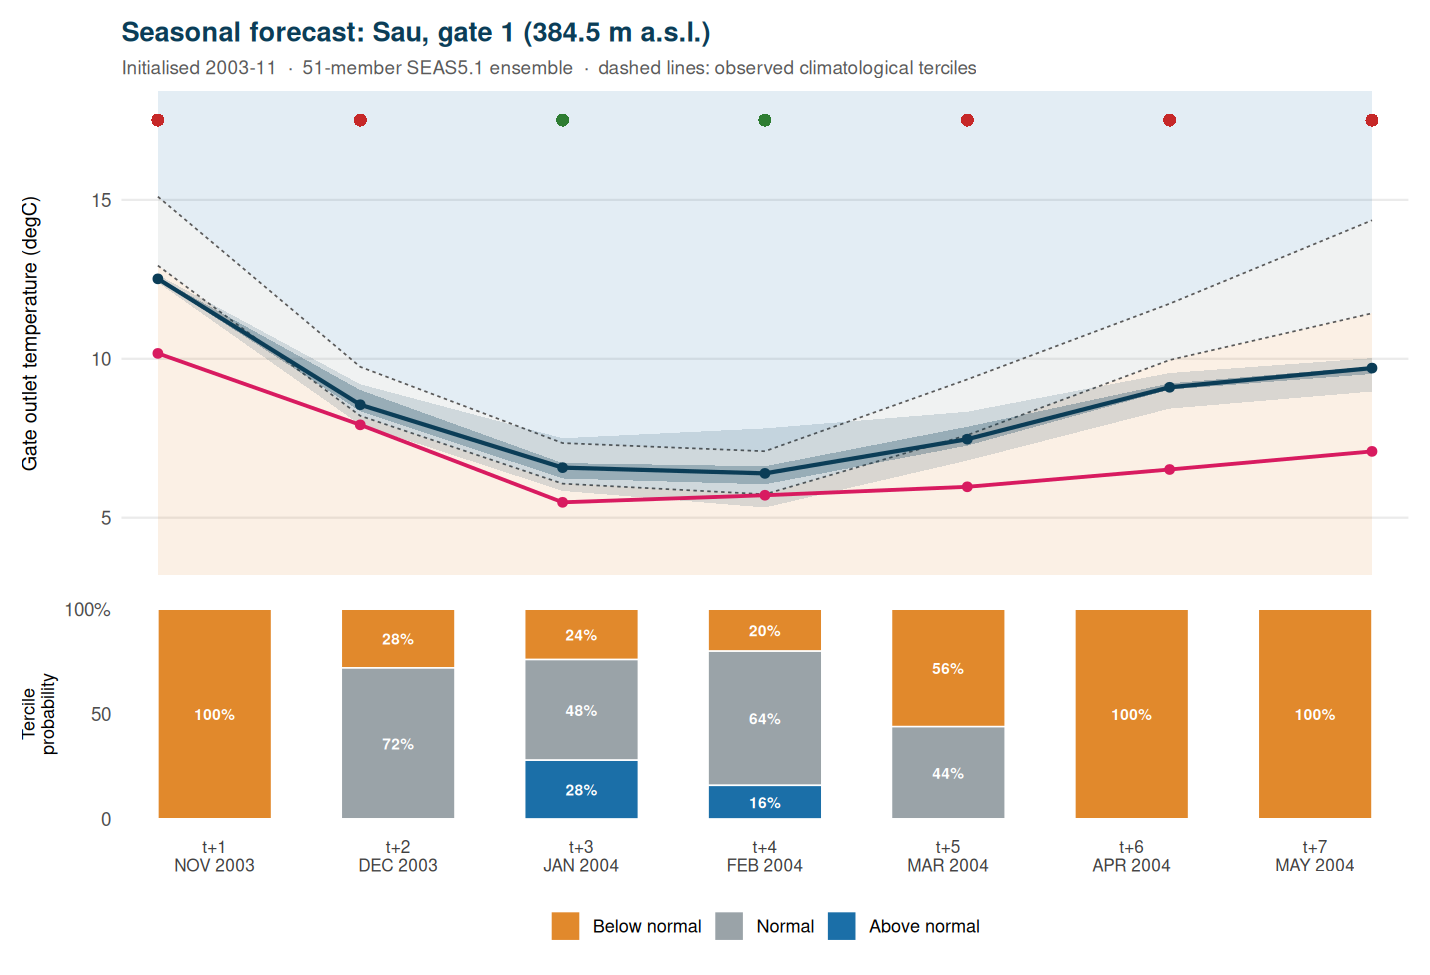 Seasonal forecast: Sau, gate 1 (384.5 m a.s.l.)
Initialised 2003-11 · 51-member SEAS5.1 ensemble · dashed lines: observed climatological terciles
Gate outlet temperature (degC)
15
10
5
Tercile
probability
100%
50
0
100%
28%
72%
24%
48%
28%
20%
64%
16%
56%
44%
100%
100%
t+1
NOV 2003
t+2
DEC 2003
t+3
JAN 2004
t+4
FEB 2004
t+5
MAR 2004
t+6
APR 2004
t+7
MAY 2004
Below normal
Normal
Above normal